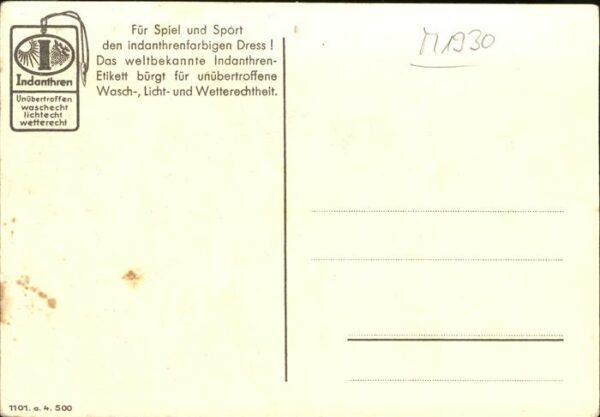 Indanthren
Unübertroffen
waschecht
lichtecht
wetterecht
Für Spiel und Sport
den indanthrenfarbigen Dress!
Das weltbekannte Indanthren-
Etikett bürgt für unübertroffene
Wasch-, Licht- und Wetterechtheit.
M1930
1101. a. 4. 500